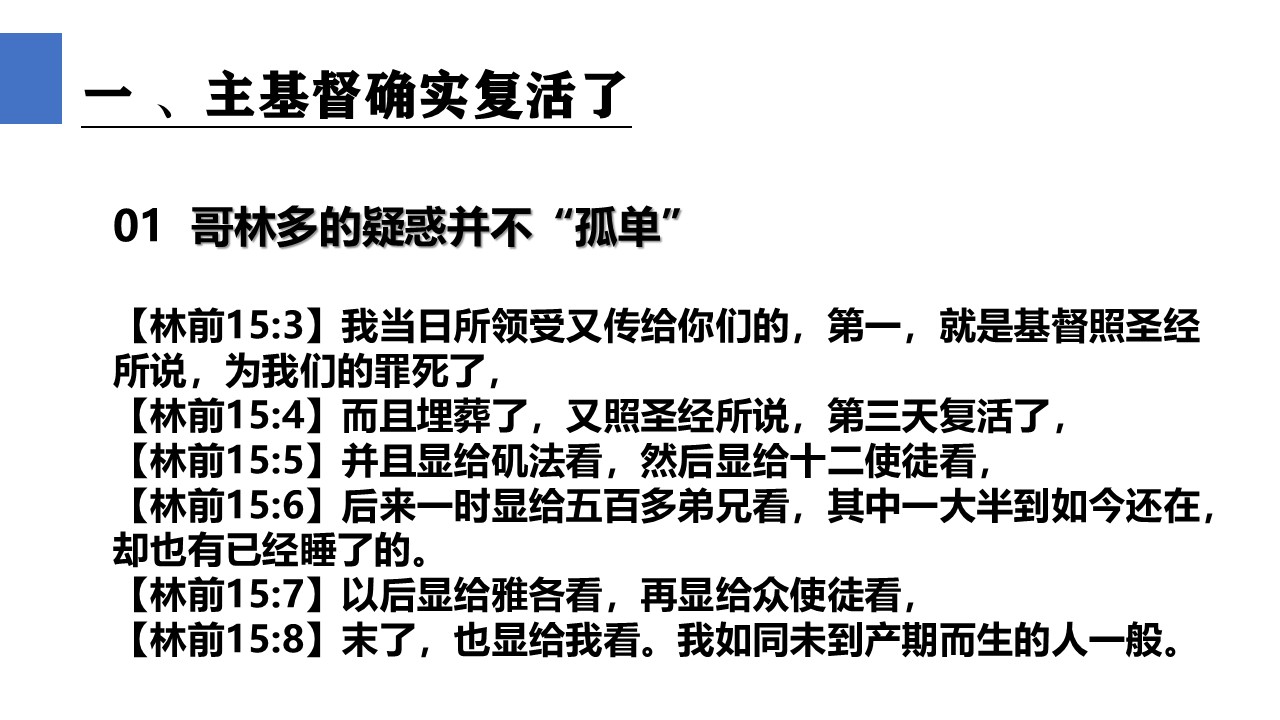 一 、主基督确实复活了
01 哥林多的疑惑并不“孤单”
【林前15:3】我当日所领受又传给你们的，第一，就是基督照圣经
所说，为我们的罪死了，
【林前15:4】而且埋葬了，又照圣经所说，第三天复活了，
【林前15:5】并且显给矶法看，然后显给十二使徒看，
【林前15:6】后来一时显给五百多弟兄看，其中一大半到如今还在，
却也有已经睡了的。
【林前15:7】以后显给雅各看，再显给众使徒看，
【林前15:8】末了，也显给我看。我如同未到产期而生的人一般。